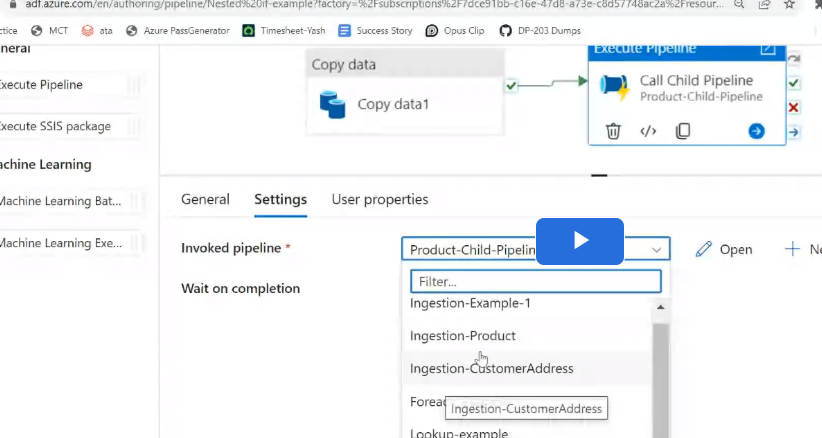 adf.azure.com/en/authoring/pipeline/Nested%20if-example?factory=%2Fsubscriptions%2F7dce91bb-c16e-47d8-a73e-c8d57748ac2a%2Fresour...
ctice MCT ata Azure PassGenerator Timesheet-Yash Success Story Opus Clip DP-203 Dumps
eneral
Execute Pipeline
Execute SSIS package
achine Learning
Machine Learning Bat...
Machine Learning Exe...
Copy data
Copy data1
Execute Pipeline
Call Child Pipeline
Product-Child-Pipeline
General Settings User properties
Invoked pipeline *
Product-Child-Pipelin
Open
Ne
Filter...
Wait on completion
Ingestion-Example-1
Ingestion-Product
Ingestion-CustomerAddress
Foreac
Ingestion-CustomerAddress
Lookup-example